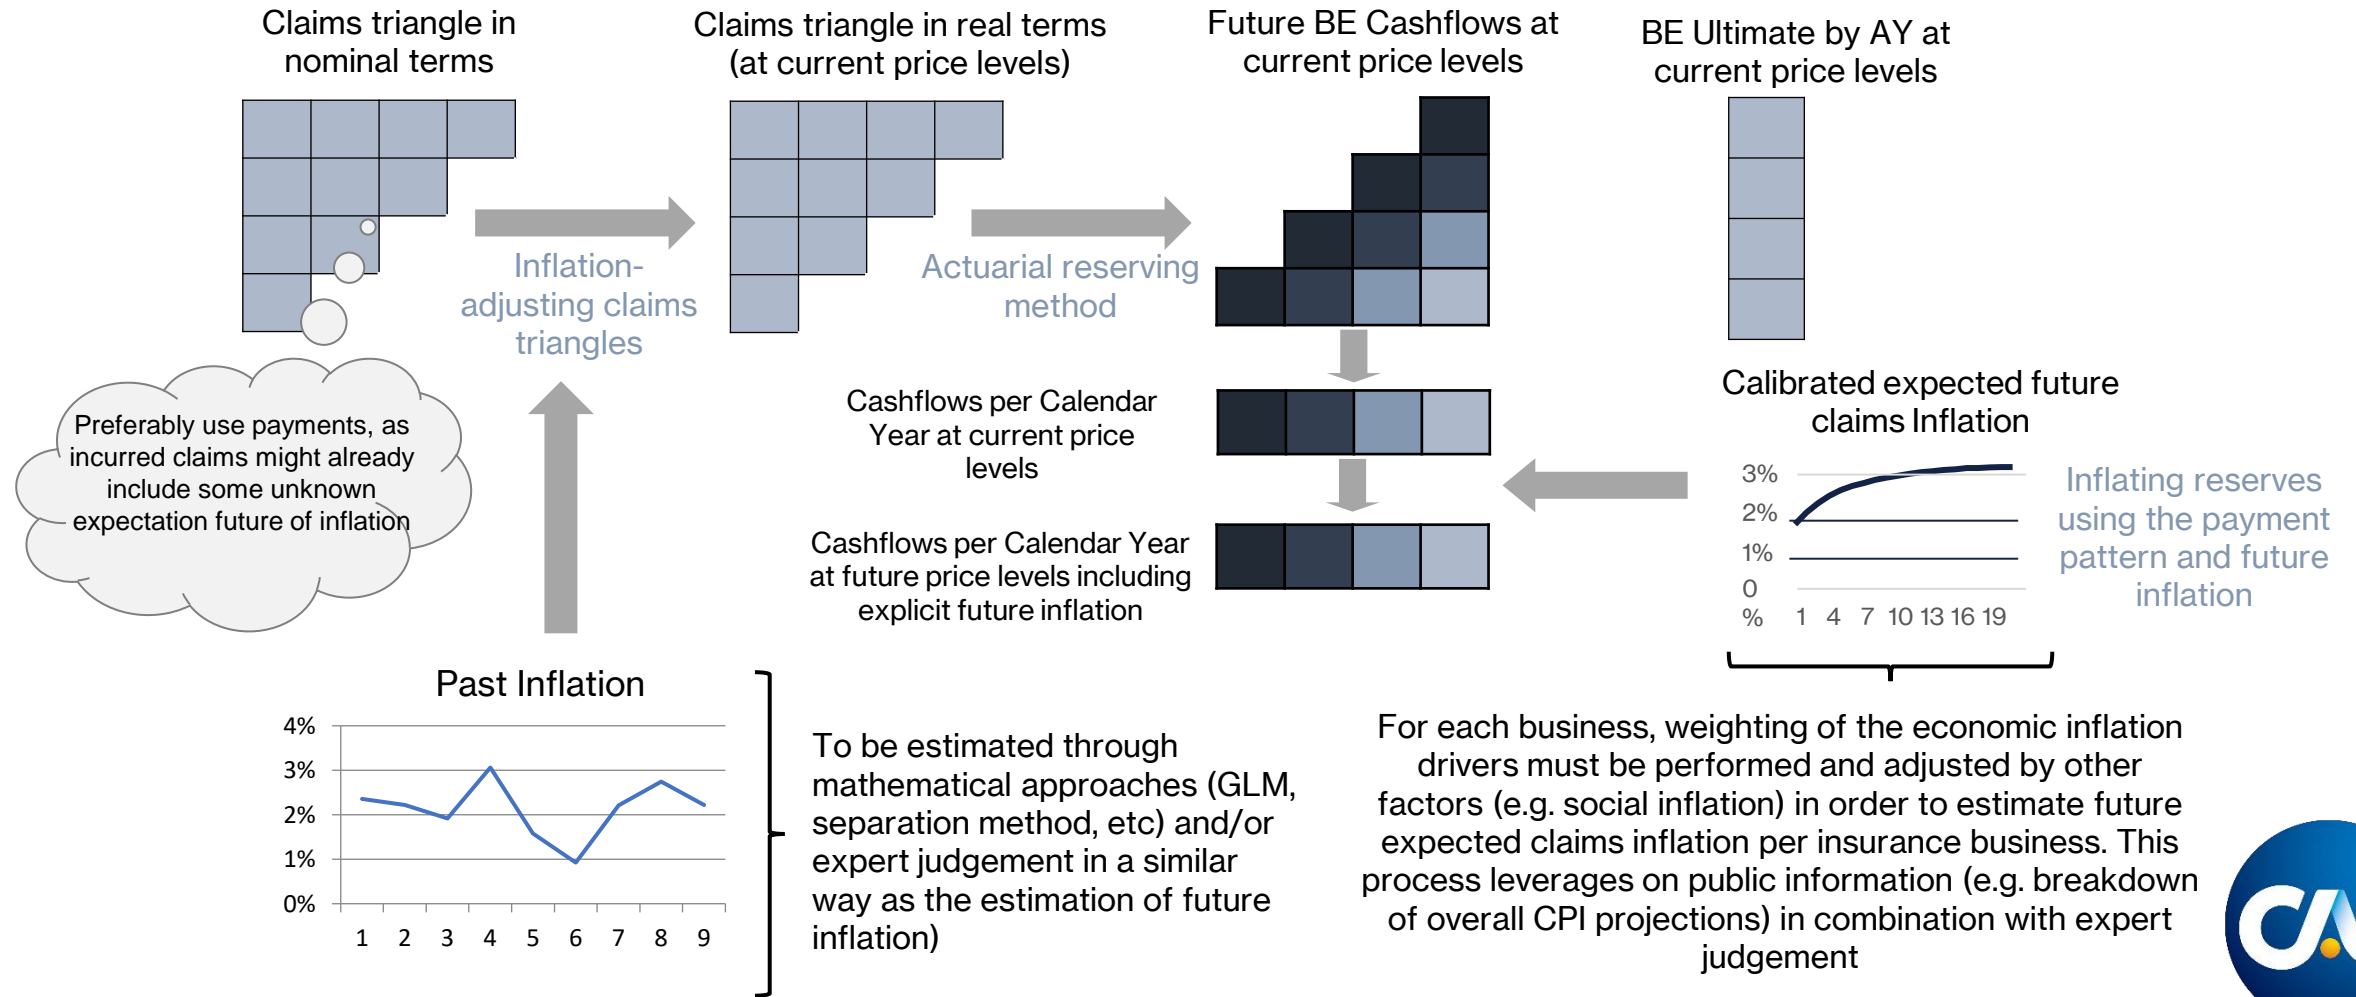 Claims triangle in
nominal terms
Claims triangle in real terms
(at current price levels)
Future BE Cashflows at
current price levels
BE Ultimate by AY at
current price levels
Inflation-
adjusting claims
triangles
Actuarial reserving
method
Preferably use payments, as
incurred claims might already
include some unknown
expectation future of inflation
Cashflows per Calendar
Year at current price
levels
Cashflows per Calendar Year
at future price levels including
explicit future inflation
Calibrated expected future
claims Inflation
3%
2%
1%
0
%
1 4 7 10 13 16 19
Inflating reserves
using the payment
pattern and future
inflation
Past Inflation
4%
3%
2%
1%
0%
1 2 3 4 5 6 7 8 9
To be estimated through
mathematical approaches (GLM,
separation method, etc) and/or
expert judgement in a similar
way as the estimation of future
inflation)
For each business, weighting of the economic inflation
drivers must be performed and adjusted by other
factors (e.g. social inflation) in order to estimate future
expected claims inflation per insurance business. This
process leverages on public information (e.g. breakdown
of overall CPI projections) in combination with expert
judgement